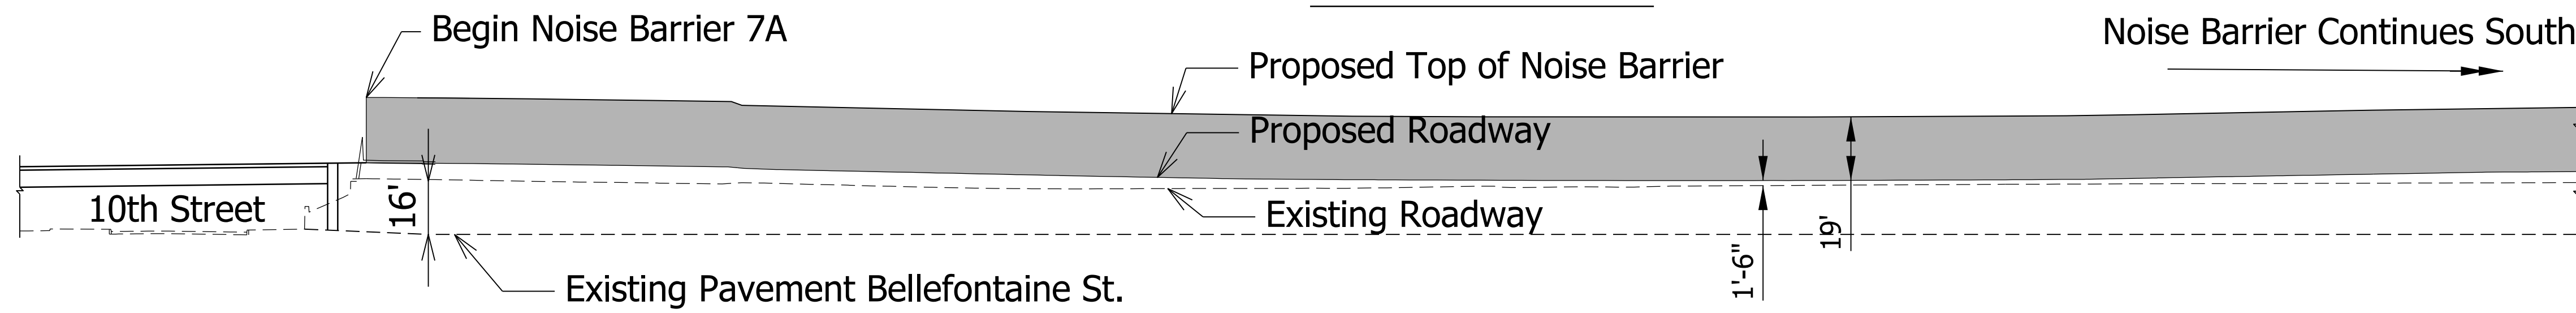 Begin Noise Barrier 7A
Noise Barrier Continues South
Proposed Top of Noise Barrier
Proposed Roadway
10th Street
16'
Existing Roadway
1'-6"
19'
Existing Pavement Bellefontaine St.